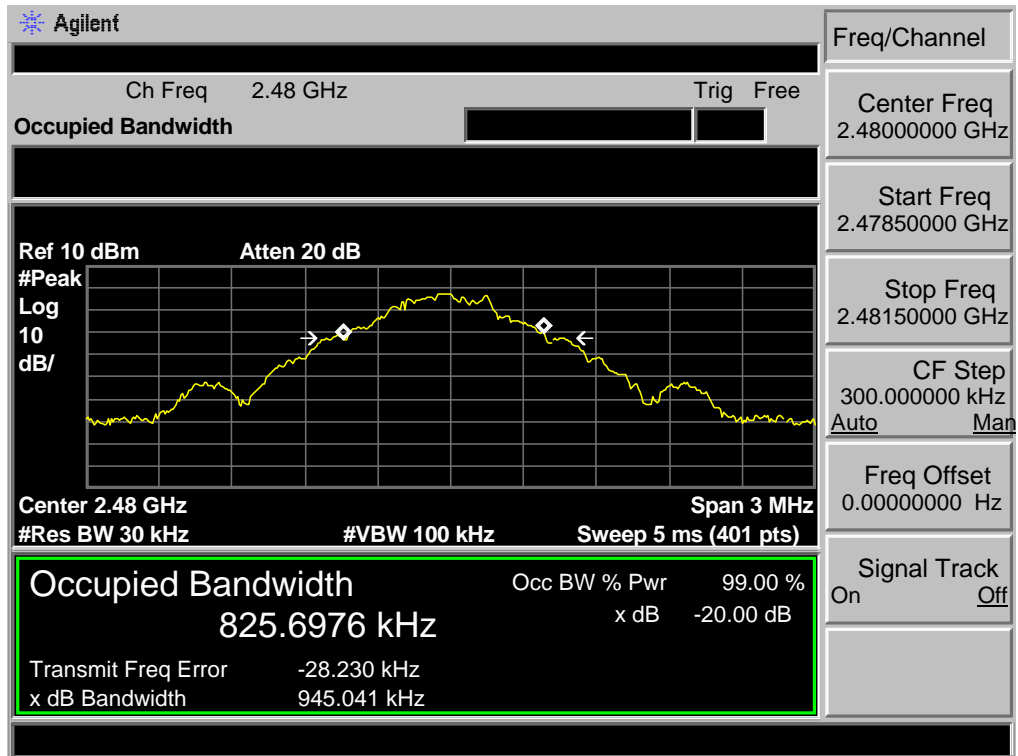 Agilent
Ch Freq 2.48 GHz Trig Free
Occupied Bandwidth
Ref 10 dBm Atten 20 dB
#Peak
Log
10
dB/
Center 2.48 GHz Span 3 MHz
#Res BW 30 kHz #VBW 100 kHz Sweep 5 ms (401 pts)
Occupied Bandwidth Occ BW % Pwr 99.00 %
825.6976 kHz x dB -20.00 dB
Transmit Freq Error -28.230 kHz
x dB Bandwidth 945.041 kHz
Freq/Channel
Center Freq
2.48000000 GHz
Start Freq
2.47850000 GHz
Stop Freq
2.48150000 GHz
CF Step
300.000000 kHz
Auto Man
Freq Offset
0.00000000 Hz
Signal Track
On Off